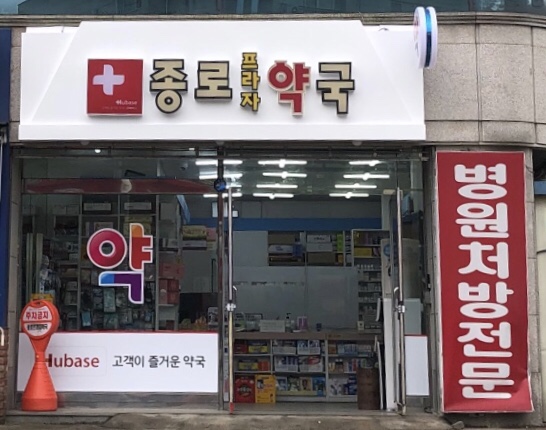 종로프라자약국
Hubase
약
병원처방전문
주차금지
Hubase 고객이 즐거운 약국